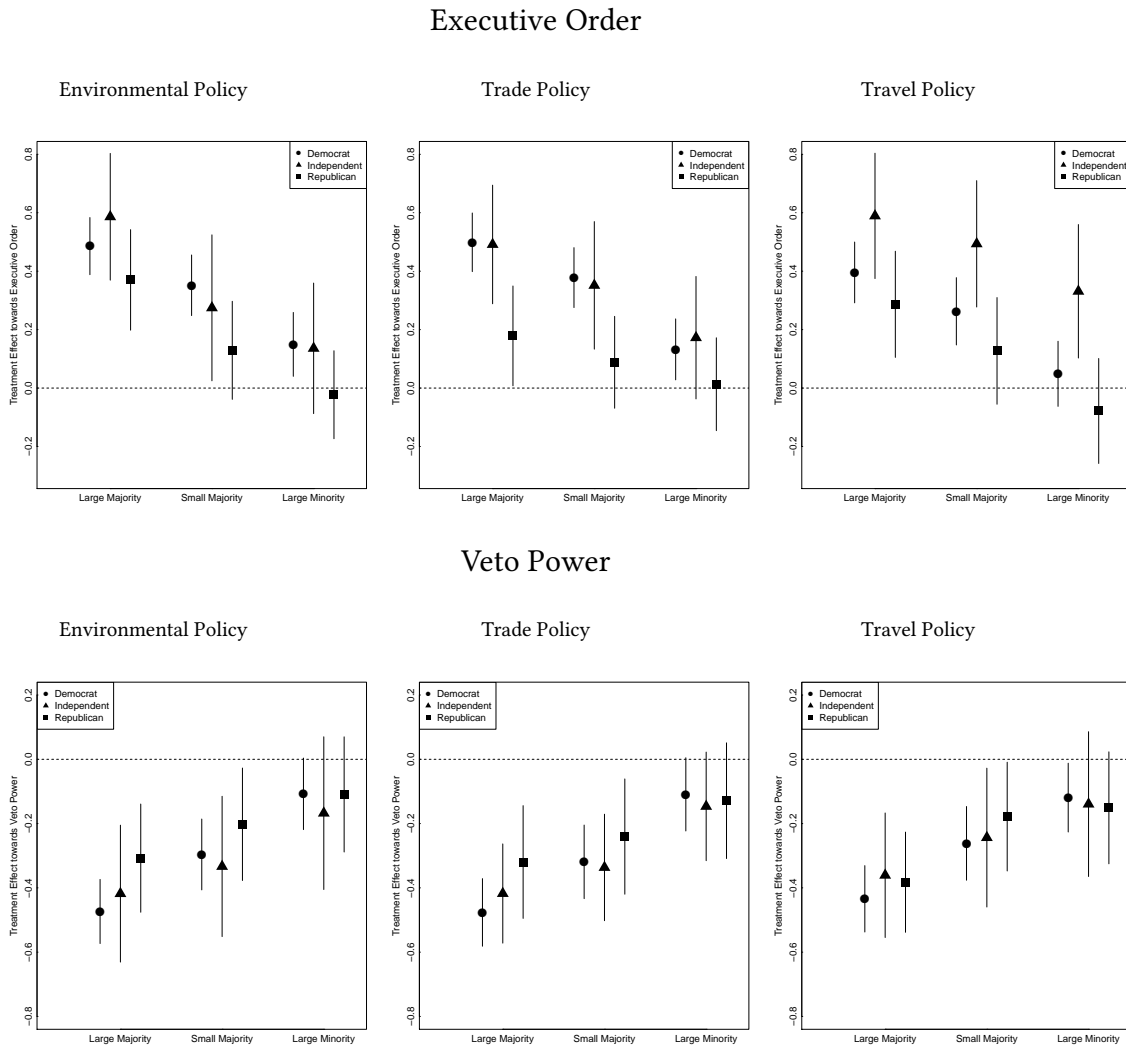 Executive Order
Environmental Policy
Trade Policy
Travel Policy
Treatment Effect towards Executive Order
0.8
0.6
0.4
0.2
0.0
−0.2
Democrat
Independent
Republican
Large Majority Small Majority Large Minority
Treatment Effect towards Executive Order
0.8
0.6
0.4
0.2
0.0
−0.2
Democrat
Independent
Republican
Large Majority Small Majority Large Minority
Treatment Effect towards Executive Order
0.8
0.6
0.4
0.2
0.0
−0.2
Democrat
Independent
Republican
Large Majority Small Majority Large Minority
Veto Power
Environmental Policy
Trade Policy
Travel Policy
Treatment Effect towards Veto Power
0.2
0.0
−0.2
−0.4
−0.6
−0.8
Democrat
Independent
Republican
Large Majority Small Majority Large Minority
Treatment Effect towards Veto Power
0.2
0.0
−0.2
−0.4
−0.6
−0.8
Democrat
Independent
Republican
Large Majority Small Majority Large Minority
Treatment Effect towards Veto Power
0.2
0.0
−0.2
−0.4
−0.6
−0.8
Democrat
Independent
Republican
Large Majority Small Majority Large Minority